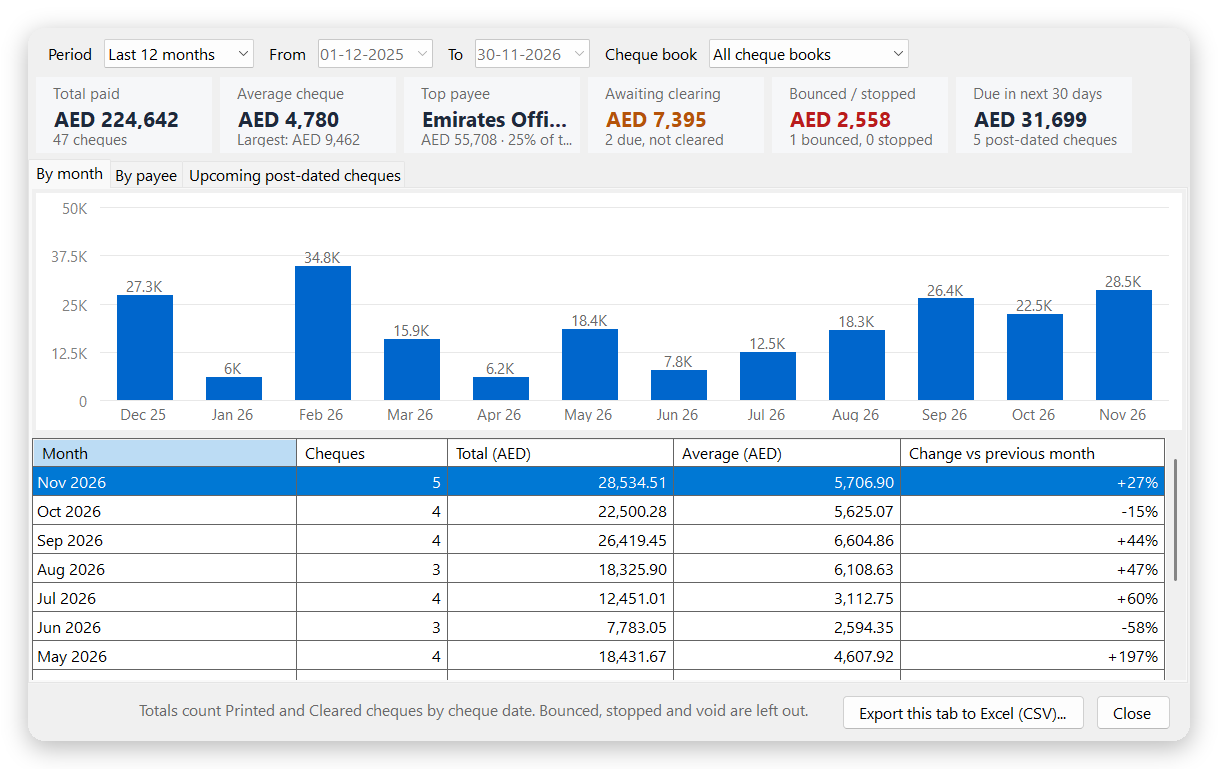 Period Last 12 months From 01-12-2025 To 30-11-2026 Cheque book All cheque books
Total paid
AED 224,642
47 cheques
Average cheque
AED 4,780
Largest: AED 9,462
Top payee
Emirates Offi...
AED 55,708 · 25% of t...
Awaiting clearing
AED 7,395
2 due, not cleared
Bounced / stopped
AED 2,558
1 bounced, 0 stopped
Due in next 30 days
AED 31,699
5 post-dated cheques
By month By payee Upcoming post-dated cheques
50K
37.5K
25K
12.5K
0
27.3K 6K 34.8K 15.9K 6.2K 18.4K 7.8K 12.5K 18.3K 26.4K 22.5K 28.5K
Dec 25 Jan 26 Feb 26 Mar 26 Apr 26 May 26 Jun 26 Jul 26 Aug 26 Sep 26 Oct 26 Nov 26
Month Cheques Total (AED) Average (AED) Change vs previous month
Nov 2026 5 28,534.51 5,706.90 +27%
Oct 2026 4 22,500.28 5,625.07 -15%
Sep 2026 4 26,419.45 6,604.86 +44%
Aug 2026 3 18,325.90 6,108.63 +47%
Jul 2026 4 12,451.01 3,112.75 +60%
Jun 2026 3 7,783.05 2,594.35 -58%
May 2026 4 18,431.67 4,607.92 +197%
Totals count Printed and Cleared cheques by cheque date. Bounced, stopped and void are left out.
Export this tab to Excel (CSV)... Close